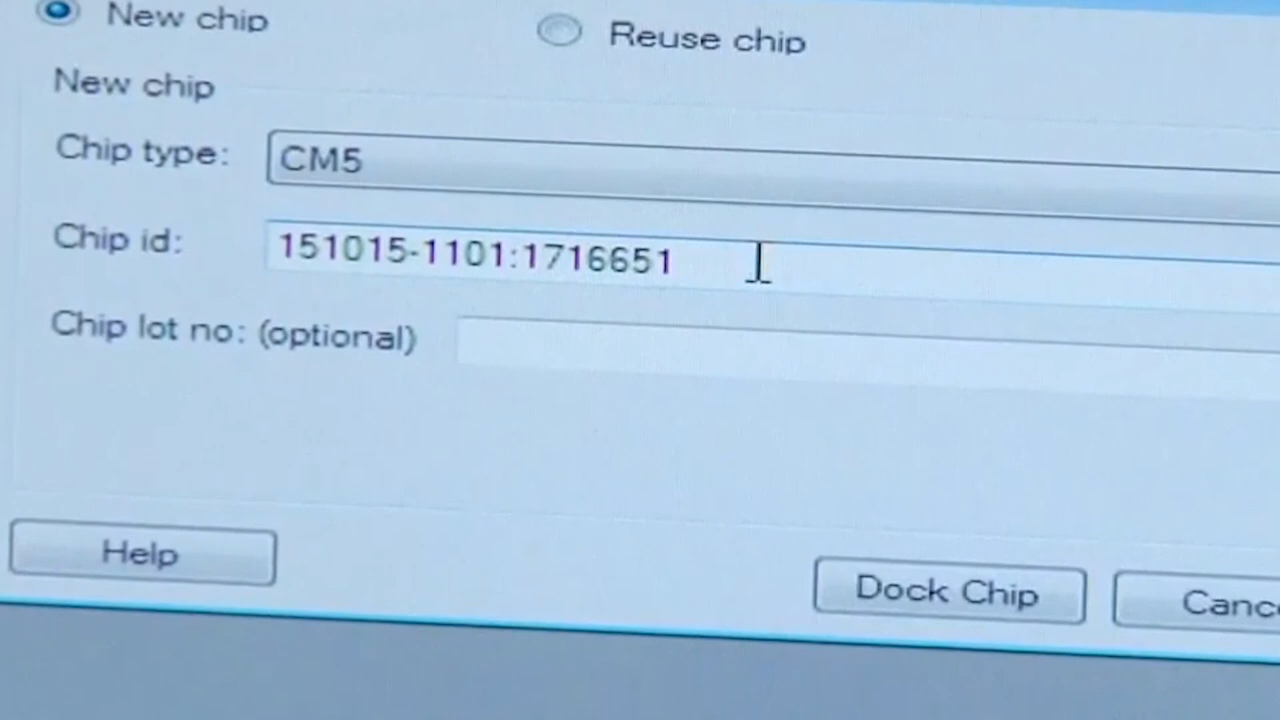 New chip
Reuse chip
New chip
Chip type: CM5
Chip id: 151015-1101:1716651
Chip lot no: (optional)
Help
Dock Chip
Canc